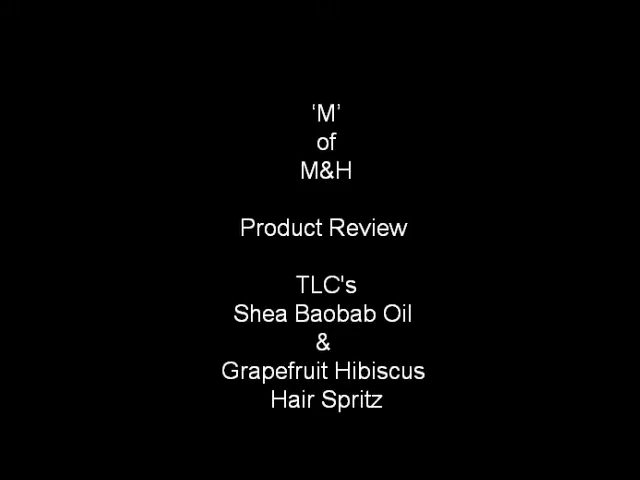 ‘M’
of
M&H
Product Review
TLC's
Shea Baobab Oil
&
Grapefruit Hibiscus
Hair Spritz